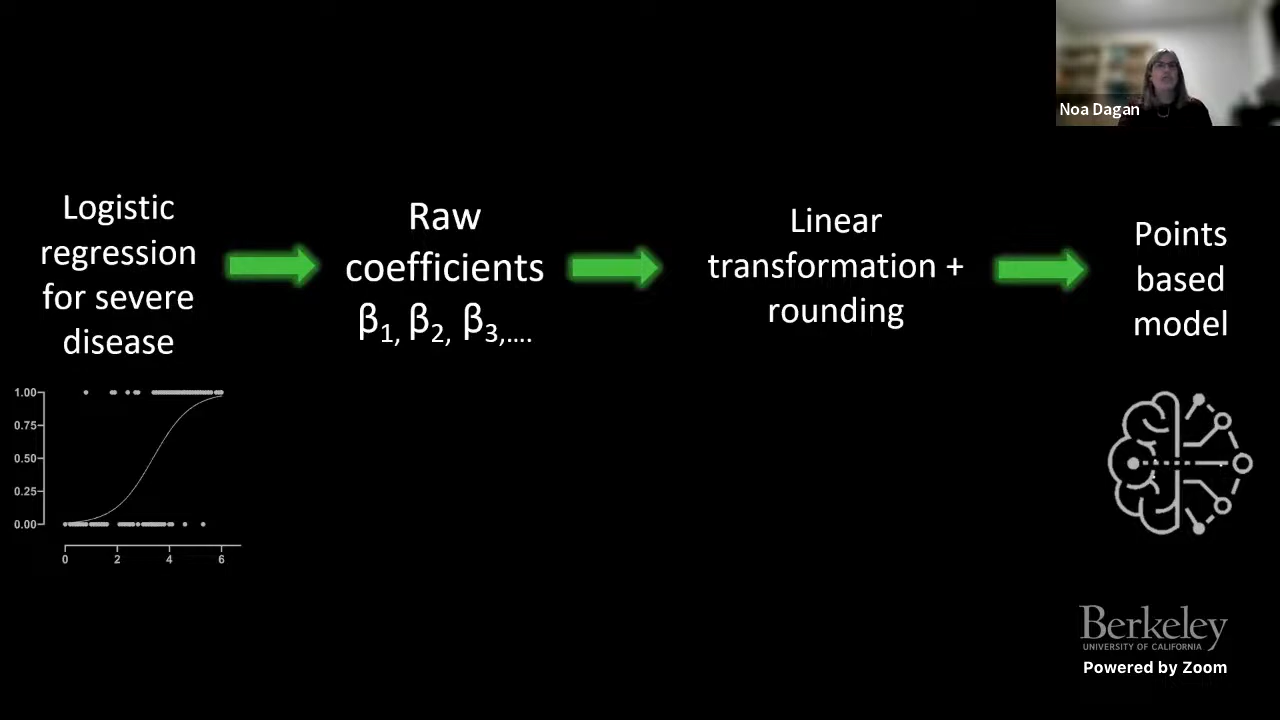 Noa Dagan
Logistic
regression
for severe
disease
Raw
coefficients
β1, β2, β3,....
Linear
transformation +
rounding
Points
based
model
1.00
0.75
0.50
0.25
0.00
0 2 4 6
Berkeley
UNIVERSITY OF CALIFORNIA
Powered by Zoom